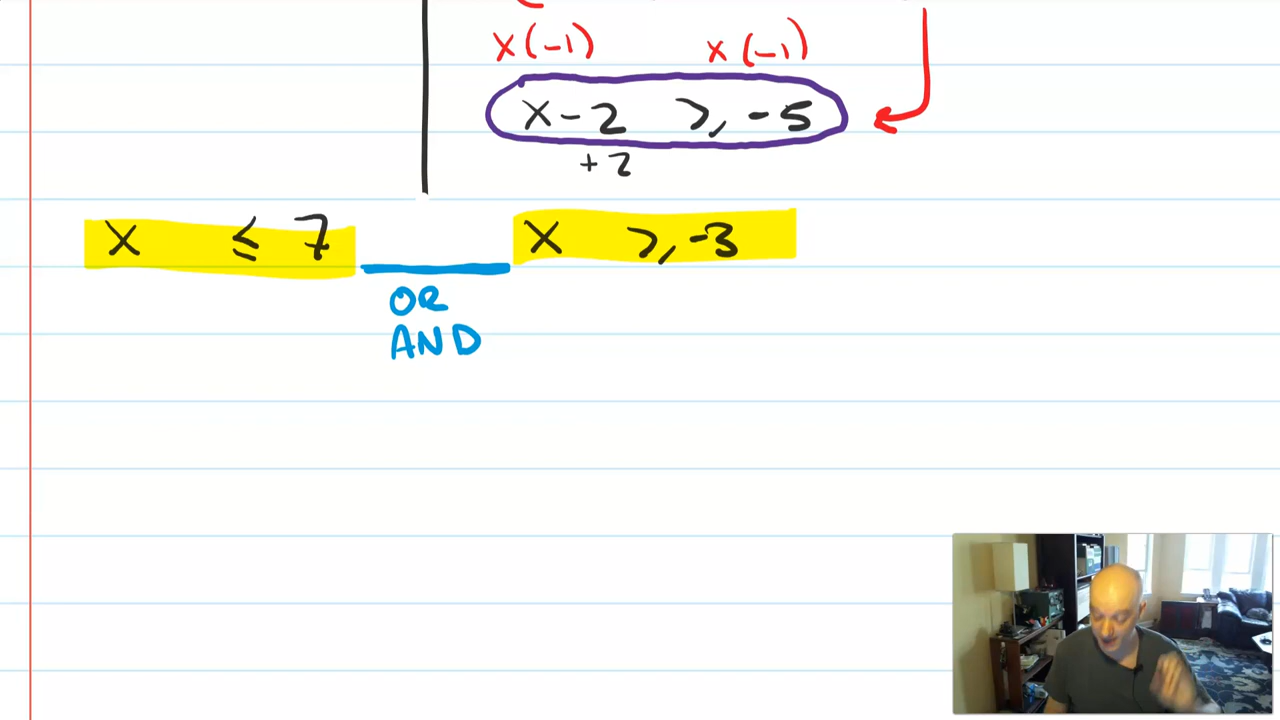 x(-1) x(-1)
x-2 ≥ -5
+2
x ≤ 7 x ≥ -3
OR
AND